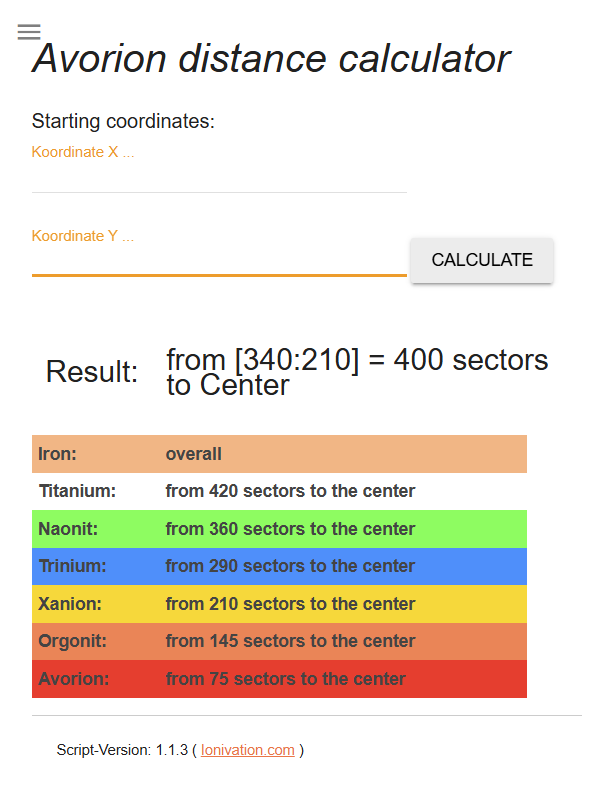 Avorion distance calculator
Starting coordinates:
Koordinate X ...
Koordinate Y ...
CALCULATE
Result:
from [340:210] = 400 sectors
to Center
Iron: overall
Titanium: from 420 sectors to the center
Naonit: from 360 sectors to the center
Trinium: from 290 sectors to the center
Xanion: from 210 sectors to the center
Orgonit: from 145 sectors to the center
Avorion: from 75 sectors to the center
Script-Version: 1.1.3 ( Ionivation.com )